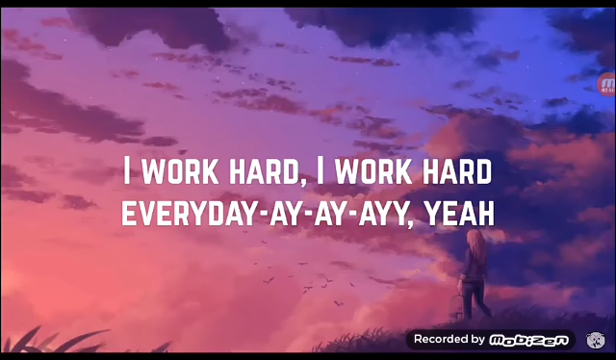 I WORK HARD, I WORK HARD
EVERYDAY-AY-AY-AYY, YEAH
Recorded by mobizen